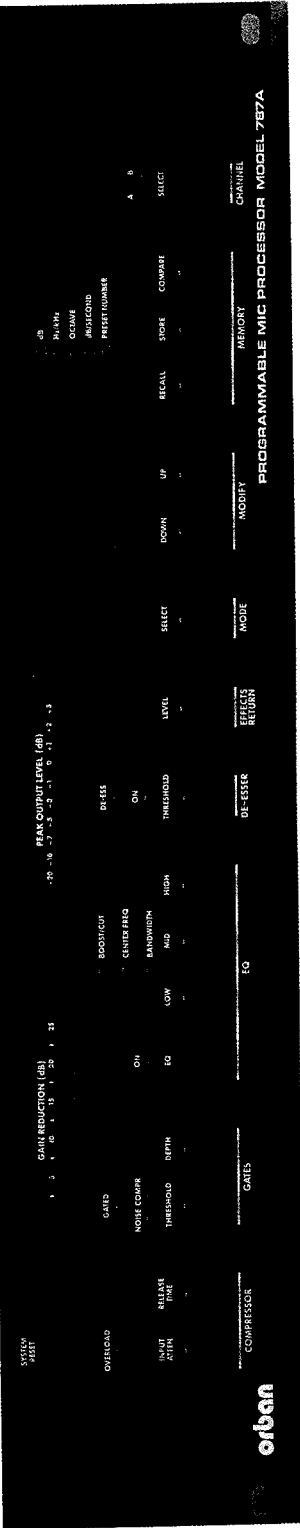 SYSTEM
RESET
GAIN REDUCTION (dB)
5 10 15 20 25
PEAK OUTPUT LEVEL (dB)
-20 -10 -7 -5 -3 -1 0 +1 +2 +3
dB
Hz/kHz
OCTAVE
dB/SECOND
PRESET NUMBER
OVERLOAD
GATED
NOISE COMPR
ON
BOOST/CUT
CENTER FREQ
BANDWIDTH
DE-ESS
ON
A B
INPUT
ATTEN
RELEASE
TIME
THRESHOLD
DEPTH
EQ
LOW
MID
HIGH
THRESHOLD
LEVEL
SELECT
DOWN
UP
RECALL
STORE
COMPARE
SELECT
COMPRESSOR
GATES
EQ
DE-ESSER
EFFECTS
RETURN
MODE
MODIFY
MEMORY
CHANNEL
orban
PROGRAMMABLE MIC PROCESSOR MODEL 787A